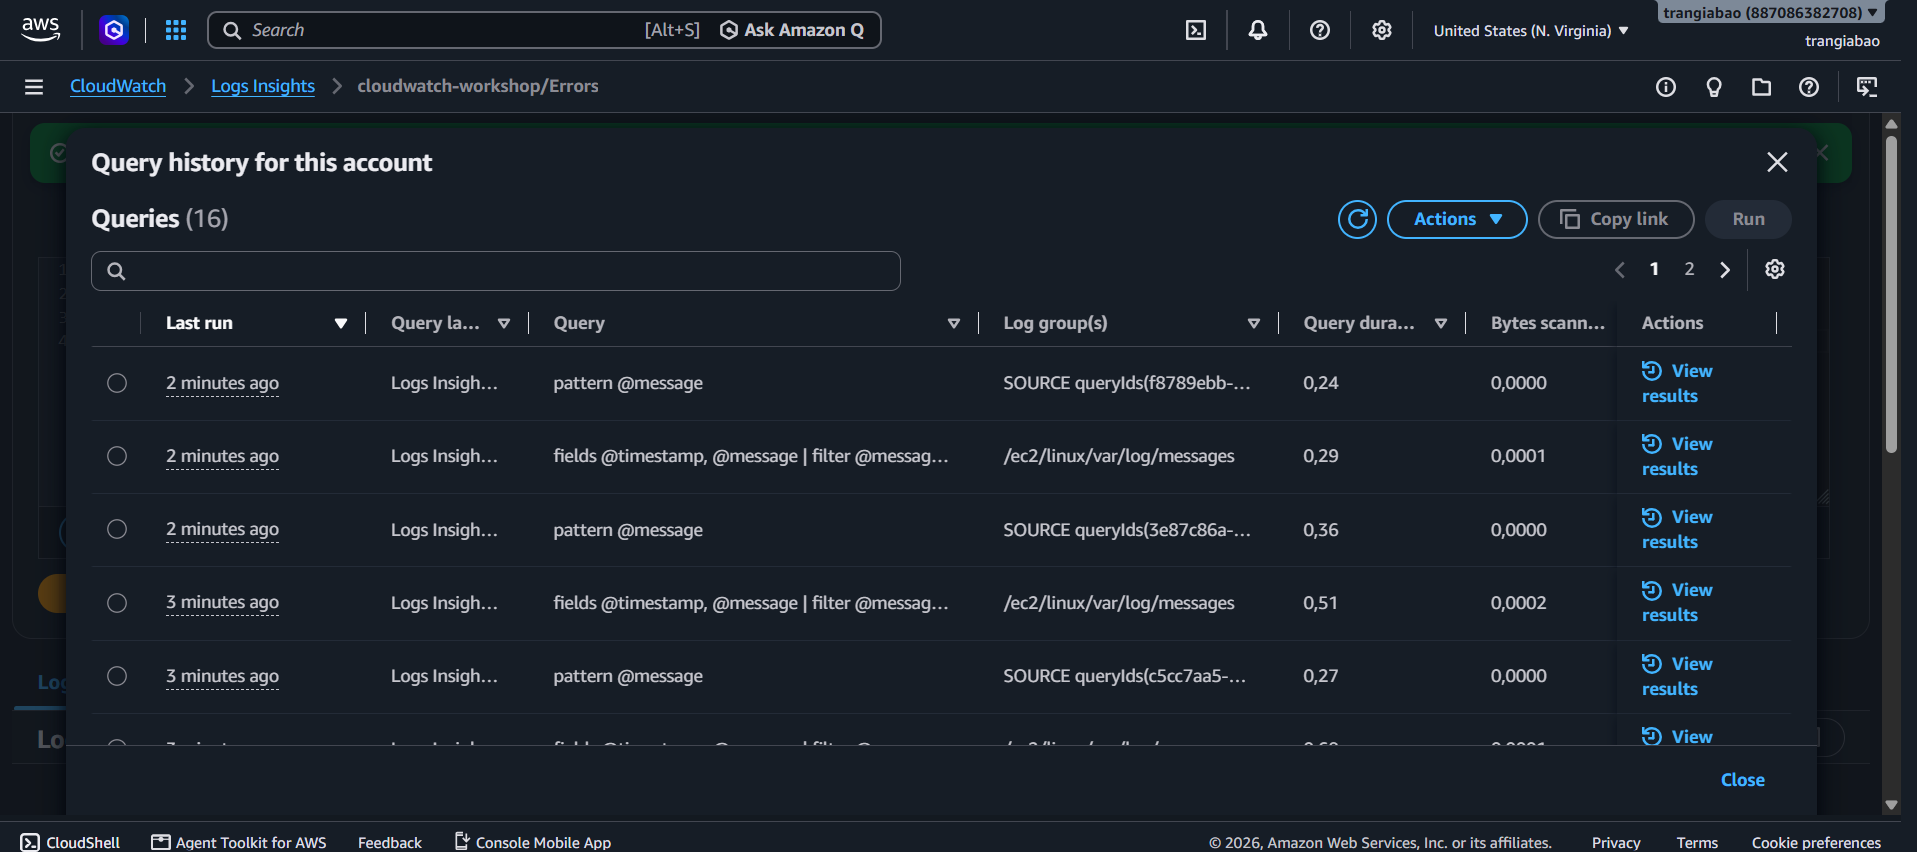 aws
Search
[Alt+S]
Ask Amazon Q
United States (N. Virginia)
trangiabao (887086382708)
trangiabao
CloudWatch
Logs Insights
cloudwatch-workshop/Errors
Query history for this account
Queries (16)
Actions
Copy link
Run
1
2
Last run
Query la...
Query
Log group(s)
Query dura...
Bytes scann...
Actions
2 minutes ago
Logs Insigh...
pattern @message
SOURCE queryIds(f8789ebb-...
0,24
0,0000
View
results
2 minutes ago
Logs Insigh...
fields @timestamp, @message | filter @messag...
/ec2/linux/var/log/messages
0,29
0,0001
View
results
2 minutes ago
Logs Insigh...
pattern @message
SOURCE queryIds(3e87c86a-...
0,36
0,0000
View
results
3 minutes ago
Logs Insigh...
fields @timestamp, @message | filter @messag...
/ec2/linux/var/log/messages
0,51
0,0002
View
results
3 minutes ago
Logs Insigh...
pattern @message
SOURCE queryIds(c5cc7aa5-...
0,27
0,0000
View
results
View
Close
CloudShell
Agent Toolkit for AWS
Feedback
Console Mobile App
© 2026, Amazon Web Services, Inc. or its affiliates.
Privacy
Terms
Cookie preferences